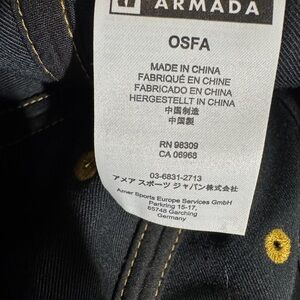 ARMADA
OSFA
MADE IN CHINA
FABRIQUÉ EN CHINE
FABRICADO EN CHINA
HERGESTELLT IN CHINA
中国制造
中国製
RN 98309
CA 06968
03-6831-2713
アメア スポーツ ジャパン株式会社
Amer Sports Europe Services GmbH
Parkring 15-17,
85748 Garching
Germany